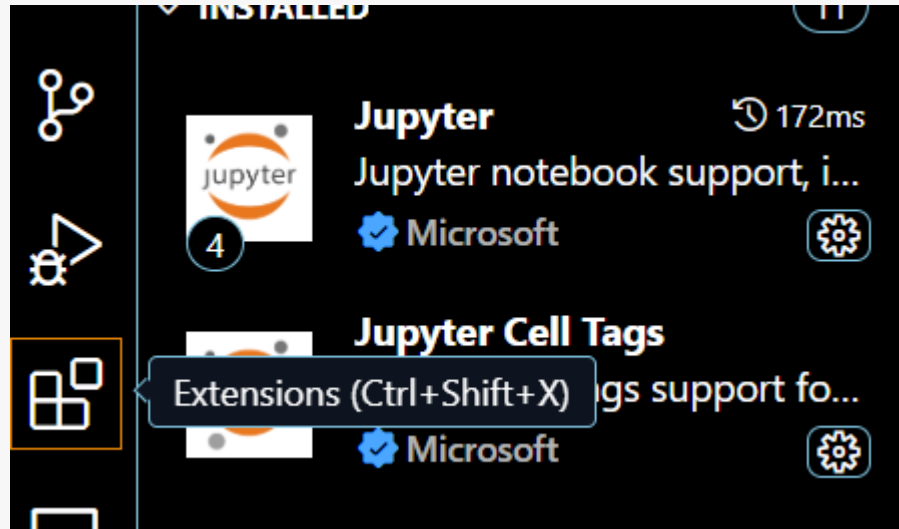 INSTALLED
11
Jupyter
172ms
jupyter
Jupyter notebook support, i...
4
Microsoft
Jupyter Cell Tags
Extensions (Ctrl+Shift+X)
gs support fo...
Microsoft